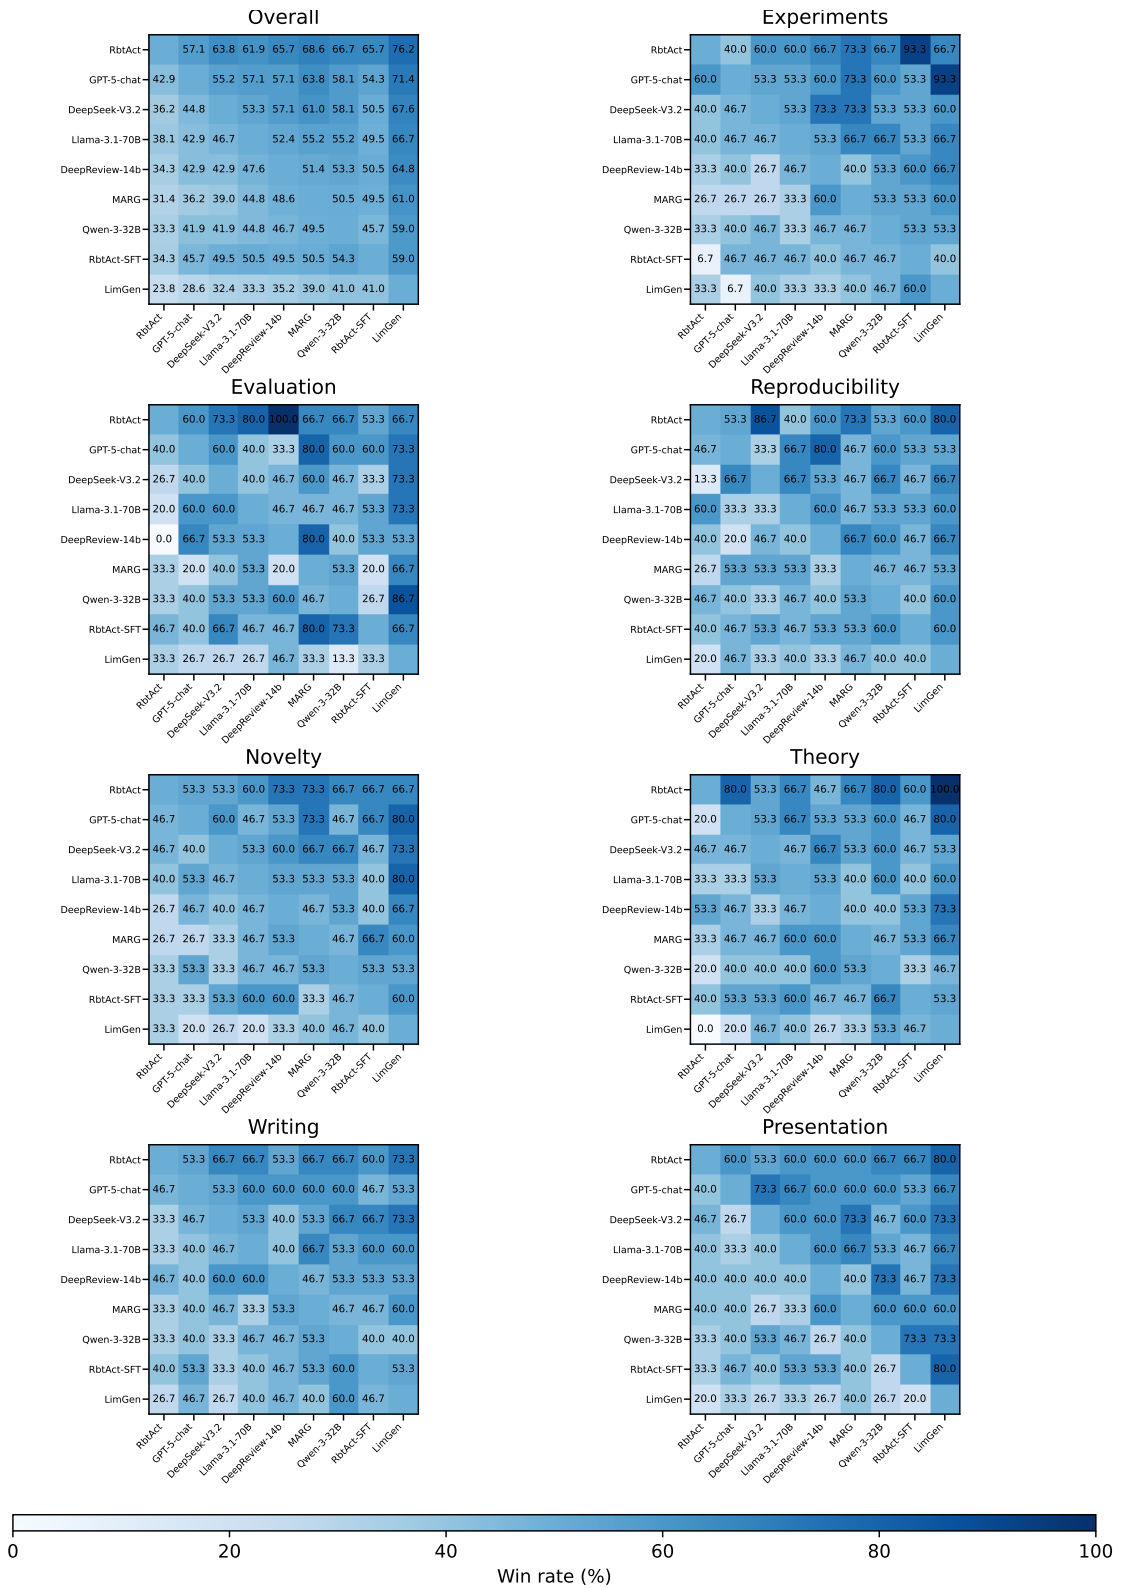 Overall
RbtAct 57.1 63.8 61.9 65.7 68.6 66.7 65.7 76.2
GPT-5-chat 42.9 55.2 57.1 57.1 63.8 58.1 54.3 71.4
DeepSeek-V3.2 36.2 44.8 53.3 57.1 61.0 58.1 50.5 67.6
Llama-3.1-70B 38.1 42.9 46.7 52.4 55.2 55.2 49.5 66.7
DeepReview-14b 34.3 42.9 42.9 47.6 51.4 53.3 50.5 64.8
MARG 31.4 36.2 39.0 44.8 48.6 50.5 49.5 61.0
Qwen-3-32B 33.3 41.9 41.9 44.8 46.7 49.5 45.7 59.0
RbtAct-SFT 34.3 45.7 49.5 50.5 49.5 50.5 54.3 59.0
LimGen 23.8 28.6 32.4 33.3 35.2 39.0 41.0 41.0
RbtAct GPT-5-chat DeepSeek-V3.2 Llama-3.1-70B DeepReview-14b MARG Qwen-3-32B RbtAct-SFT LimGen
Experiments
RbtAct 40.0 60.0 60.0 66.7 73.3 66.7 93.3 66.7
GPT-5-chat 60.0 53.3 53.3 60.0 73.3 60.0 53.3 93.3
DeepSeek-V3.2 40.0 46.7 53.3 73.3 73.3 53.3 53.3 60.0
Llama-3.1-70B 40.0 46.7 46.7 53.3 66.7 66.7 53.3 66.7
DeepReview-14b 33.3 40.0 26.7 46.7 40.0 53.3 60.0 66.7
MARG 26.7 26.7 26.7 33.3 60.0 53.3 53.3 60.0
Qwen-3-32B 33.3 40.0 46.7 33.3 46.7 46.7 53.3 53.3
RbtAct-SFT 6.7 46.7 46.7 46.7 40.0 46.7 46.7 40.0
LimGen 33.3 6.7 40.0 33.3 33.3 40.0 46.7 60.0
RbtAct GPT-5-chat DeepSeek-V3.2 Llama-3.1-70B DeepReview-14b MARG Qwen-3-32B RbtAct-SFT LimGen
Evaluation
RbtAct 60.0 73.3 80.0 100.0 66.7 66.7 53.3 66.7
GPT-5-chat 40.0 60.0 40.0 33.3 80.0 60.0 60.0 73.3
DeepSeek-V3.2 26.7 40.0 40.0 46.7 60.0 46.7 33.3 73.3
Llama-3.1-70B 20.0 60.0 60.0 46.7 46.7 46.7 53.3 73.3
DeepReview-14b 0.0 66.7 53.3 53.3 80.0 40.0 53.3 53.3
MARG 33.3 20.0 40.0 53.3 20.0 53.3 20.0 66.7
Qwen-3-32B 33.3 40.0 53.3 53.3 60.0 46.7 26.7 86.7
RbtAct-SFT 46.7 40.0 66.7 46.7 46.7 80.0 73.3 66.7
LimGen 33.3 26.7 26.7 26.7 46.7 33.3 13.3 33.3
RbtAct GPT-5-chat DeepSeek-V3.2 Llama-3.1-70B DeepReview-14b MARG Qwen-3-32B RbtAct-SFT LimGen
Reproducibility
RbtAct 53.3 86.7 40.0 60.0 73.3 53.3 60.0 80.0
GPT-5-chat 46.7 33.3 66.7 80.0 46.7 60.0 53.3 53.3
DeepSeek-V3.2 13.3 66.7 66.7 53.3 46.7 66.7 46.7 66.7
Llama-3.1-70B 60.0 33.3 33.3 60.0 46.7 53.3 53.3 60.0
DeepReview-14b 40.0 20.0 46.7 40.0 66.7 60.0 46.7 66.7
MARG 26.7 53.3 53.3 53.3 33.3 46.7 46.7 53.3
Qwen-3-32B 46.7 40.0 33.3 46.7 40.0 53.3 40.0 60.0
RbtAct-SFT 40.0 46.7 53.3 46.7 53.3 53.3 60.0 60.0
LimGen 20.0 46.7 33.3 40.0 33.3 46.7 40.0 40.0
RbtAct GPT-5-chat DeepSeek-V3.2 Llama-3.1-70B DeepReview-14b MARG Qwen-3-32B RbtAct-SFT LimGen
Novelty
RbtAct 53.3 53.3 60.0 73.3 73.3 66.7 66.7 66.7
GPT-5-chat 46.7 60.0 46.7 53.3 73.3 46.7 66.7 80.0
DeepSeek-V3.2 46.7 40.0 53.3 60.0 66.7 66.7 46.7 73.3
Llama-3.1-70B 40.0 53.3 46.7 53.3 53.3 53.3 40.0 80.0
DeepReview-14b 26.7 46.7 40.0 46.7 46.7 53.3 40.0 66.7
MARG 26.7 26.7 33.3 46.7 53.3 46.7 66.7 60.0
Qwen-3-32B 33.3 53.3 33.3 46.7 46.7 53.3 53.3 53.3
RbtAct-SFT 33.3 33.3 53.3 60.0 60.0 33.3 46.7 60.0
LimGen 33.3 20.0 26.7 20.0 33.3 40.0 46.7 40.0
RbtAct GPT-5-chat DeepSeek-V3.2 Llama-3.1-70B DeepReview-14b MARG Qwen-3-32B RbtAct-SFT LimGen
Theory
RbtAct 80.0 53.3 66.7 46.7 66.7 80.0 60.0 100.0
GPT-5-chat 20.0 53.3 66.7 53.3 53.3 60.0 46.7 80.0
DeepSeek-V3.2 46.7 46.7 46.7 66.7 53.3 60.0 46.7 53.3
Llama-3.1-70B 33.3 33.3 53.3 53.3 40.0 60.0 40.0 60.0
DeepReview-14b 53.3 46.7 33.3 46.7 40.0 40.0 53.3 73.3
MARG 33.3 46.7 46.7 60.0 60.0 46.7 53.3 66.7
Qwen-3-32B 20.0 40.0 40.0 40.0 60.0 53.3 33.3 46.7
RbtAct-SFT 40.0 53.3 53.3 60.0 46.7 46.7 66.7 53.3
LimGen 0.0 20.0 46.7 40.0 26.7 33.3 53.3 46.7
RbtAct GPT-5-chat DeepSeek-V3.2 Llama-3.1-70B DeepReview-14b MARG Qwen-3-32B RbtAct-SFT LimGen
Writing
RbtAct 53.3 66.7 66.7 53.3 66.7 66.7 60.0 73.3
GPT-5-chat 46.7 53.3 60.0 60.0 60.0 60.0 46.7 53.3
DeepSeek-V3.2 33.3 46.7 53.3 40.0 53.3 66.7 66.7 73.3
Llama-3.1-70B 33.3 40.0 46.7 40.0 66.7 53.3 60.0 60.0
DeepReview-14b 46.7 40.0 60.0 60.0 46.7 53.3 53.3 53.3
MARG 33.3 40.0 46.7 33.3 53.3 46.7 46.7 60.0
Qwen-3-32B 33.3 40.0 33.3 46.7 46.7 53.3 40.0 40.0
RbtAct-SFT 40.0 53.3 33.3 40.0 46.7 53.3 60.0 53.3
LimGen 26.7 46.7 26.7 40.0 46.7 40.0 60.0 46.7
RbtAct GPT-5-chat DeepSeek-V3.2 Llama-3.1-70B DeepReview-14b MARG Qwen-3-32B RbtAct-SFT LimGen
Presentation
RbtAct 60.0 53.3 60.0 60.0 60.0 66.7 66.7 80.0
GPT-5-chat 40.0 73.3 66.7 60.0 60.0 60.0 53.3 66.7
DeepSeek-V3.2 46.7 26.7 60.0 60.0 73.3 46.7 60.0 73.3
Llama-3.1-70B 40.0 33.3 40.0 60.0 66.7 53.3 46.7 66.7
DeepReview-14b 40.0 40.0 40.0 40.0 40.0 73.3 46.7 73.3
MARG 40.0 40.0 26.7 33.3 60.0 60.0 60.0 60.0
Qwen-3-32B 33.3 40.0 53.3 46.7 26.7 40.0 73.3 73.3
RbtAct-SFT 33.3 46.7 40.0 53.3 53.3 40.0 26.7 80.0
LimGen 20.0 33.3 26.7 33.3 26.7 40.0 26.7 20.0
RbtAct GPT-5-chat DeepSeek-V3.2 Llama-3.1-70B DeepReview-14b MARG Qwen-3-32B RbtAct-SFT LimGen
0 20 40 60 80 100
Win rate (%)